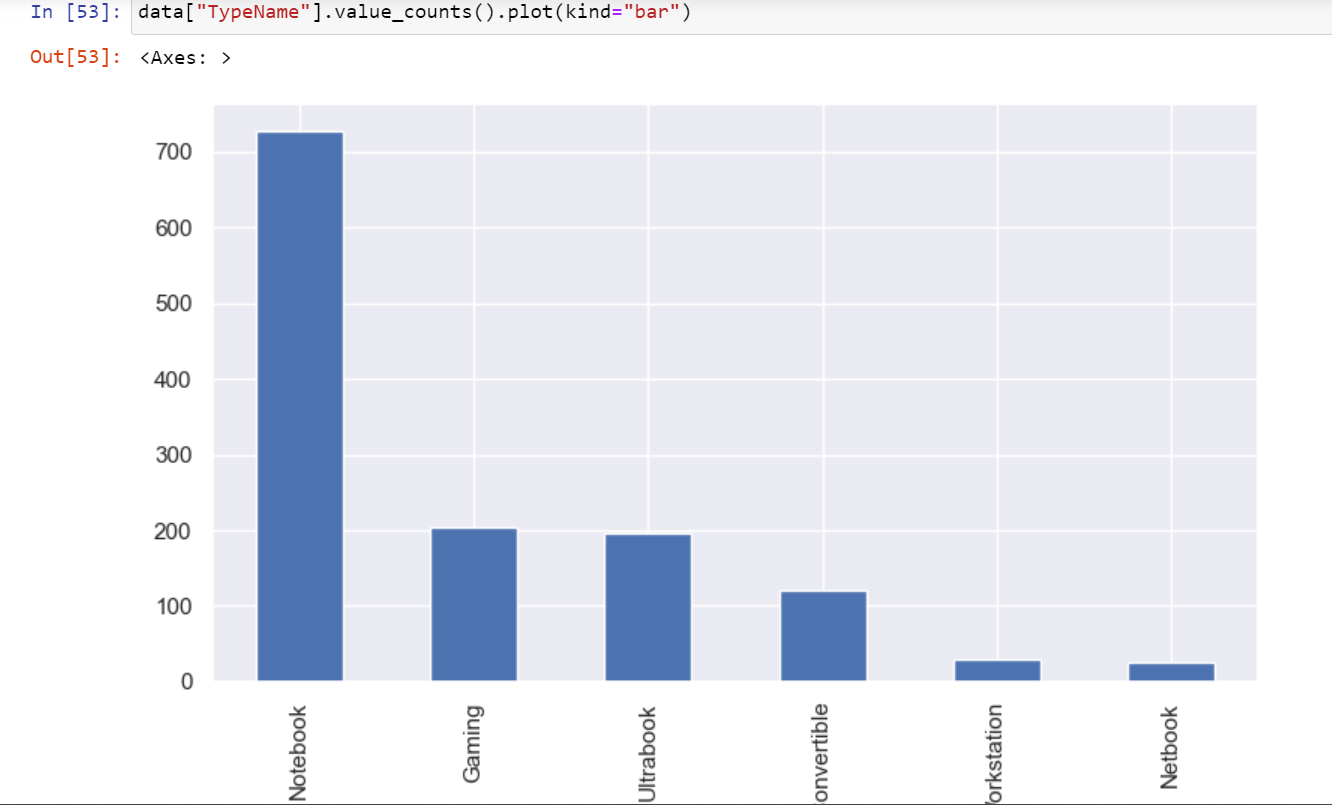 In [53]: data["TypeName"].value_counts().plot(kind="bar")
Out[53]: <Axes: >
700
600
500
400
300
200
100
0
Notebook
Gaming
Ultrabook
onvertible
orkstation
Netbook